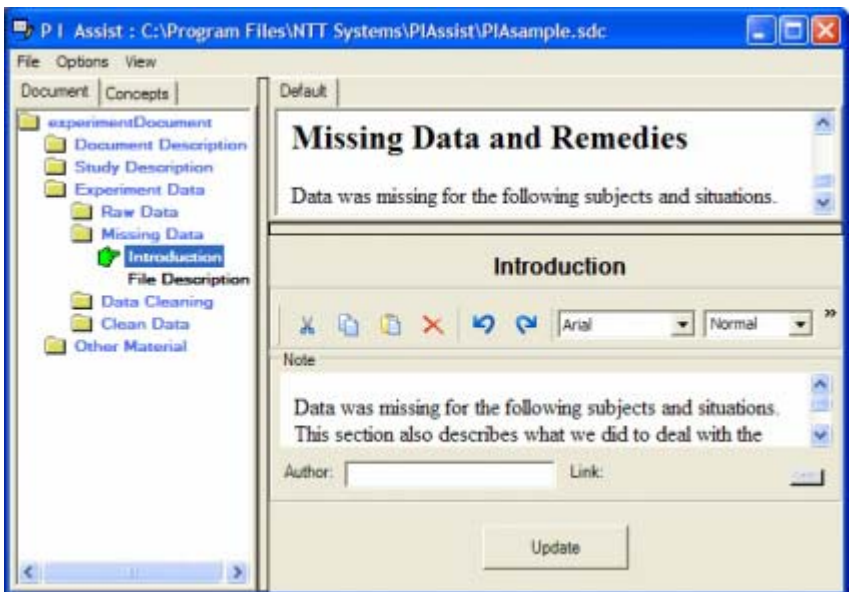 P I Assist : C:\Program Files\NTT Systems\PIAssist\PIAsample.sdc
File Options View
Document Concepts
experimentDocument
Document Description
Study Description
Experiment Data
Raw Data
Missing Data
Introduction
File Description
Data Cleaning
Clean Data
Other Material
Default
Missing Data and Remedies
Data was missing for the following subjects and situations.
Introduction
Arial Normal »
Note
Data was missing for the following subjects and situations.
This section also describes what we did to deal with the
Author: Link:
Update